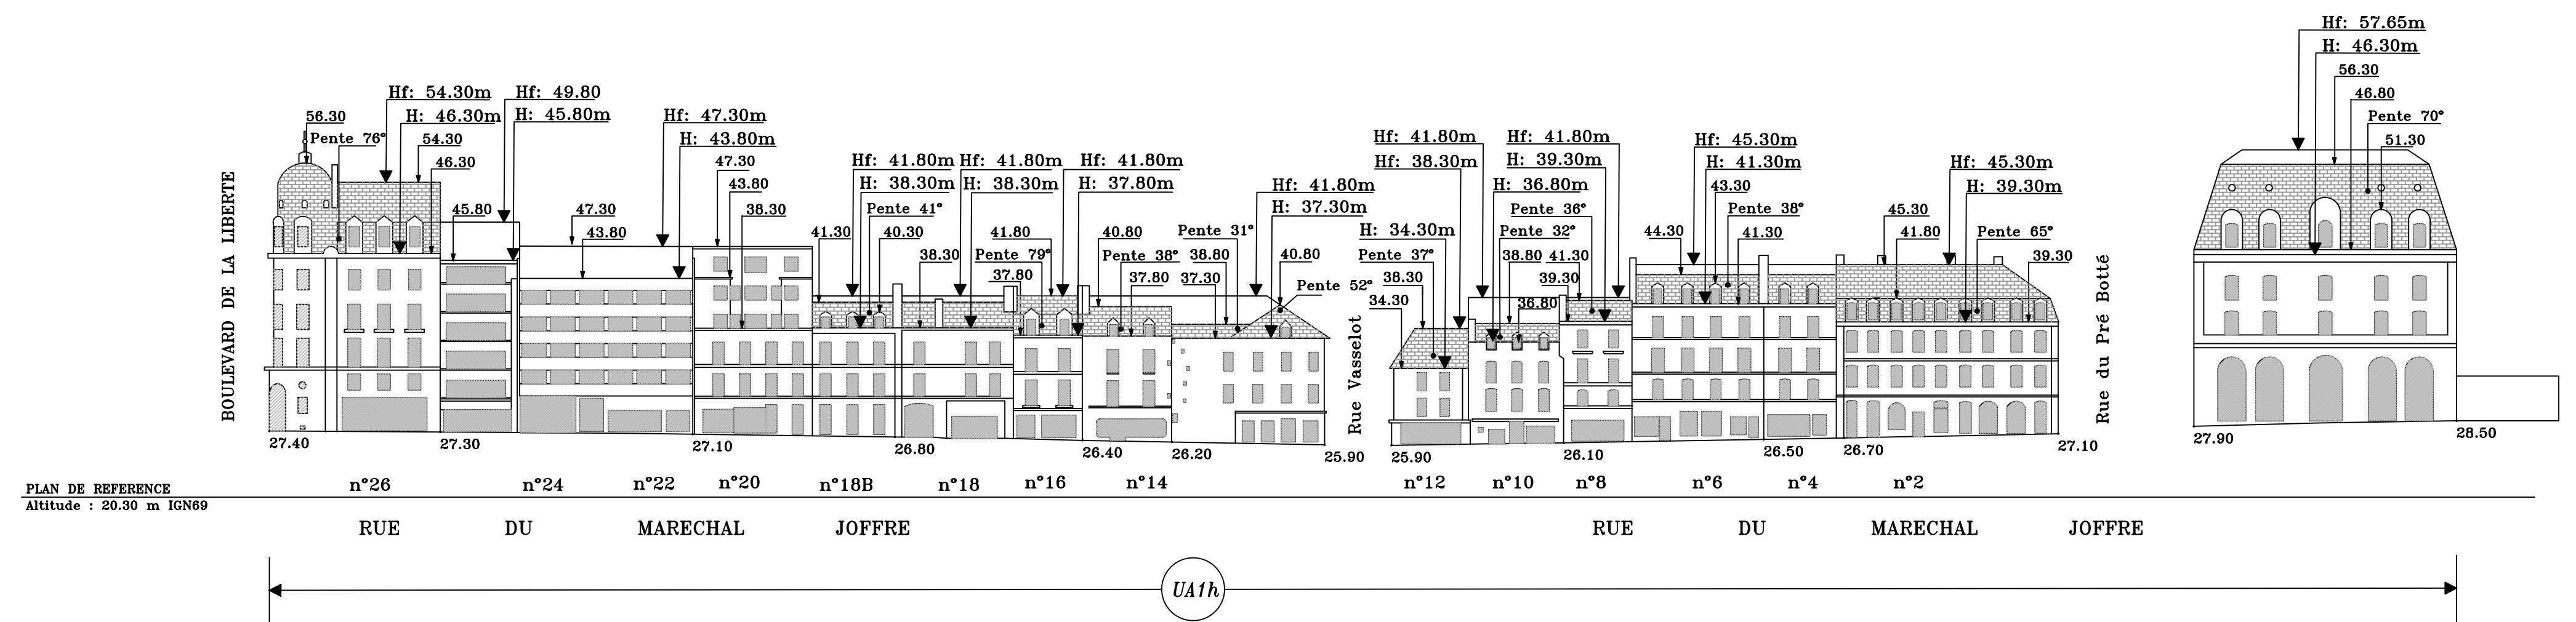 BOULEVARD DE LA LIBERTE
56.30
Pente 76°
Hf: 54.30m
H: 46.30m
54.30
46.30
Hf: 49.80
H: 45.80m
45.80
47.30
43.80
Hf: 47.30m
H: 43.80m
47.30
43.80
38.30
Hf: 41.80m
H: 38.30m
Pente 41°
41.30
40.30
Hf: 41.80m
H: 38.30m
38.30
Hf: 41.80m
H: 37.80m
41.80
Pente 79°
37.80
40.80
Pente 38°
37.80
Hf: 41.80m
H: 37.30m
Pente 31°
38.80
37.30
40.80
Pente 52°
Rue Vasselot
Hf: 41.80m
Hf: 38.30m
H: 34.30m
Pente 37°
38.30
34.30
Hf: 41.80m
H: 39.30m
H: 36.80m
Pente 36°
Pente 32°
38.80
41.30
39.30
36.80
Hf: 45.30m
H: 41.30m
43.30
Pente 38°
44.30
41.30
Hf: 45.30m
H: 39.30m
45.30
41.80
Pente 65°
39.30
Rue du Pré Botté
Hf: 57.65m
H: 46.30m
56.30
46.80
Pente 70°
51.30
27.40
27.30
27.10
26.80
26.40
26.20
25.90
25.90
26.10
26.50
26.70
27.10
27.90
28.50
n°26
n°24
n°22
n°20
n°18B
n°18
n°16
n°14
n°12
n°10
n°8
n°6
n°4
n°2
PLAN DE REFERENCE
Altitude : 20.30 m IGN69
RUE DU MARECHAL JOFFRE
RUE DU MARECHAL JOFFRE
UA1h